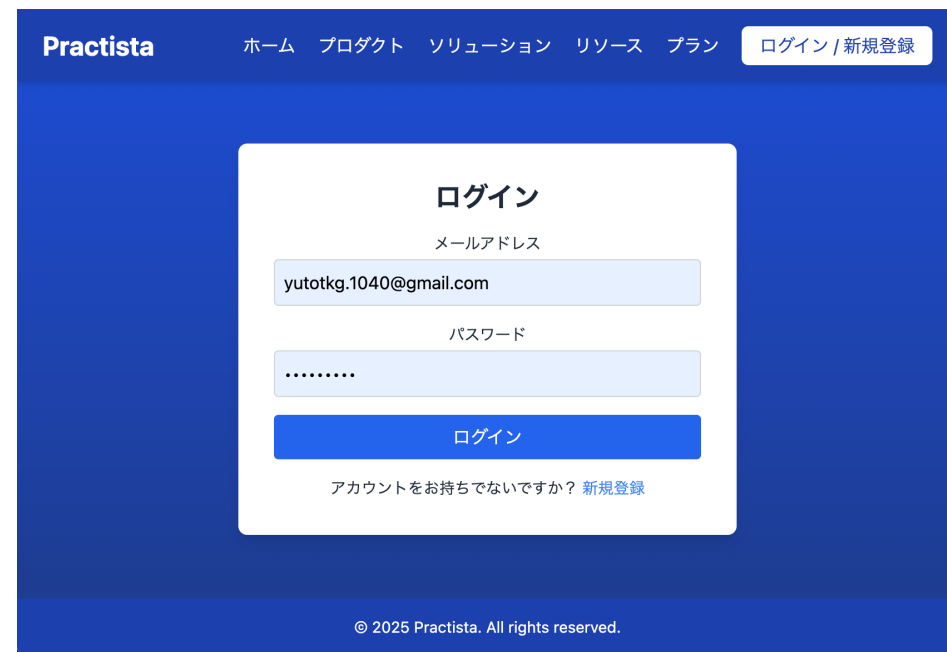 Practista ホーム プロダクト ソリューション リソース プラン ログイン / 新規登録
ログイン
メールアドレス
yutotkg.1040@gmail.com
パスワード
•••••••••
ログイン
アカウントをお持ちでないですか？ 新規登録
© 2025 Practista. All rights reserved.